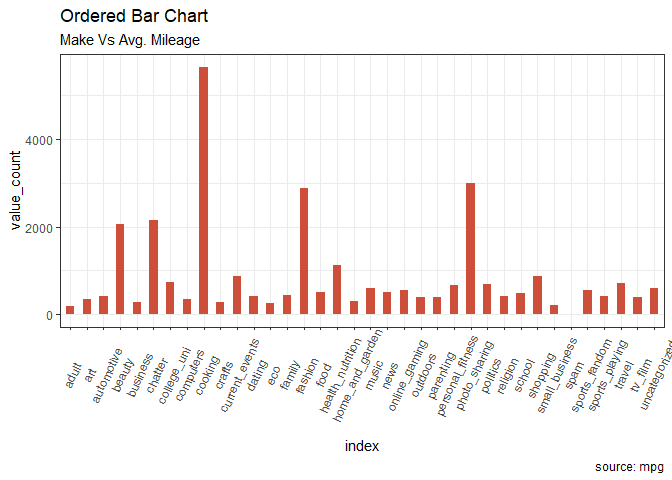 Ordered Bar Chart
Make Vs Avg. Mileage
value_count
4000
2000
0
adult
art
automotive
beauty
business
chatter
college_uni
computers
cooking
crafts
current_events
dating
eco
family
fashion
food
health_nutrition
home_and_garden
music
news
online_gaming
outdoors
parenting
personal_fitness
photo_sharing
politics
religion
school
shopping
small_business
spam
sports_fandom
sports_playing
travel
tv_film
uncategorized
index
source: mpg